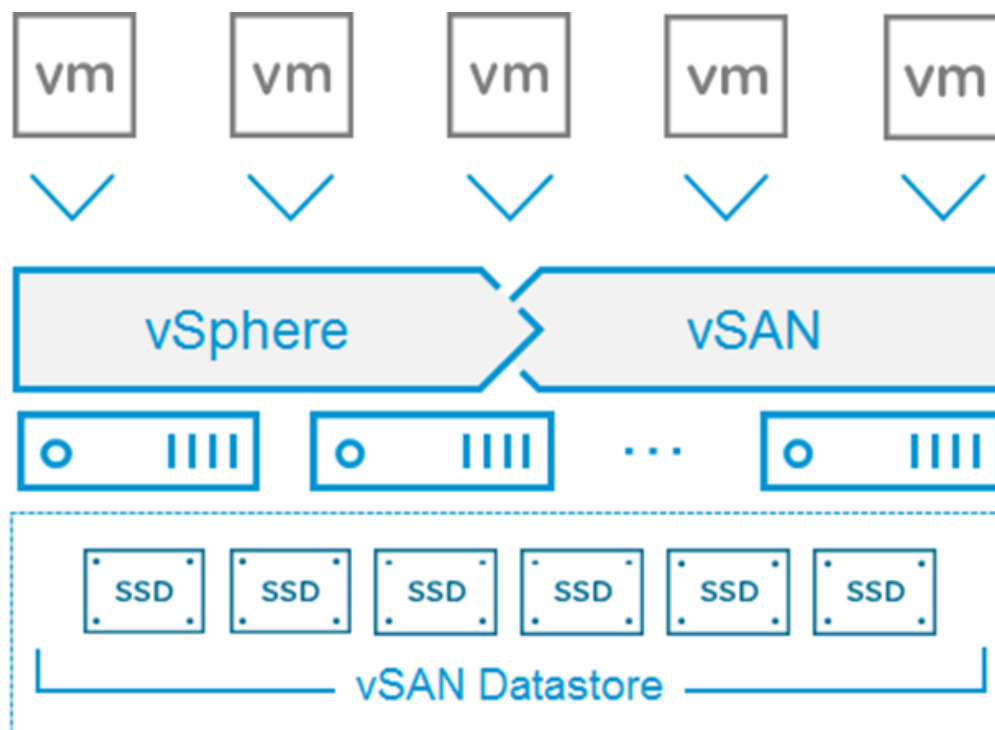 vm vm vm vm vm
vSphere vSAN
...
SSD SSD SSD SSD SSD SSD
vSAN Datastore